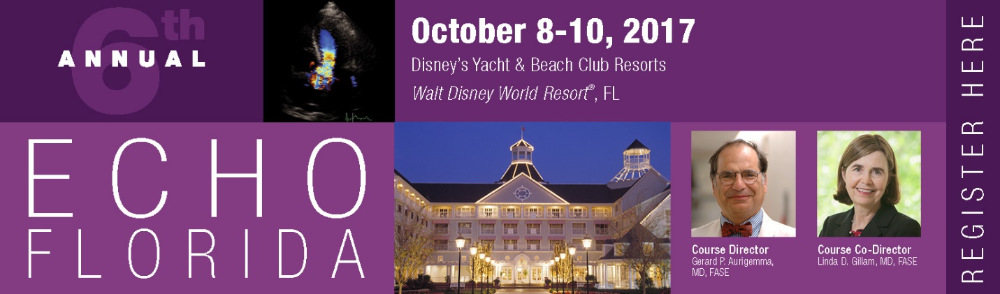 6th
ANNUAL
ECHO
FLORIDA
October 8-10, 2017
Disney's Yacht & Beach Club Resorts
Walt Disney World Resort®, FL
Course Director
Gerard P. Aurigemma,
MD, FASE
Course Co-Director
Linda D. Gillam, MD, FASE
REGISTER HERE